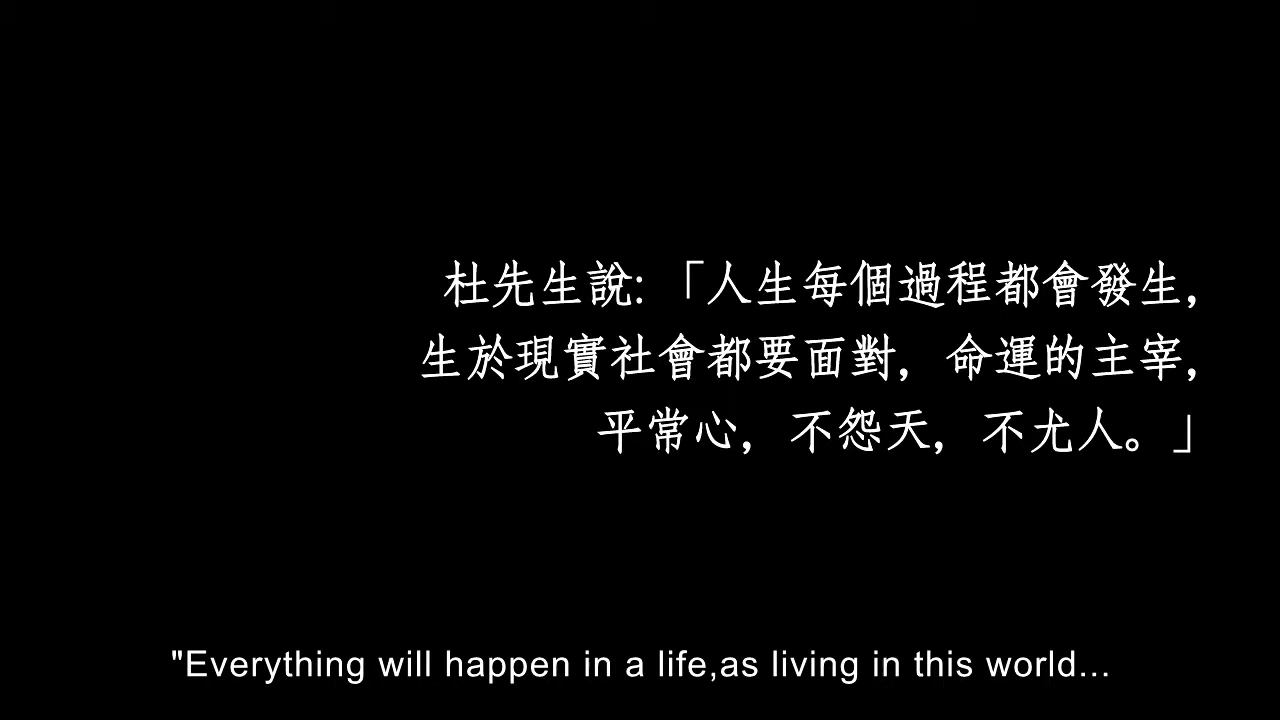 杜先生說:「人生每個過程都會發生,
生於現實社會都要面對, 命運的主宰,
平常心, 不怨天, 不尤人。」
"Everything will happen in a life,as living in this world...